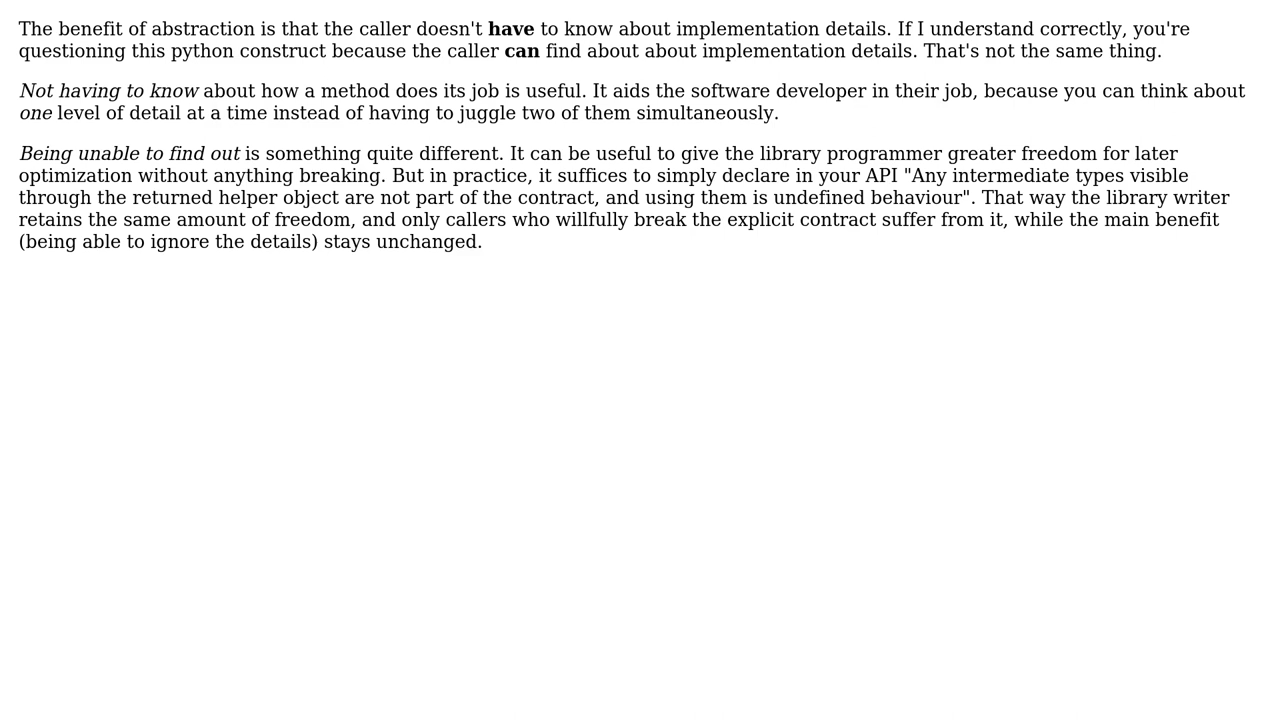 The benefit of abstraction is that the caller doesn't have to know about implementation details. If I understand correctly, you're
questioning this python construct because the caller can find about about implementation details. That's not the same thing.
Not having to know about how a method does its job is useful. It aids the software developer in their job, because you can think about
one level of detail at a time instead of having to juggle two of them simultaneously.
Being unable to find out is something quite different. It can be useful to give the library programmer greater freedom for later
optimization without anything breaking. But in practice, it suffices to simply declare in your API "Any intermediate types visible
through the returned helper object are not part of the contract, and using them is undefined behaviour". That way the library writer
retains the same amount of freedom, and only callers who willfully break the explicit contract suffer from it, while the main benefit
(being able to ignore the details) stays unchanged.